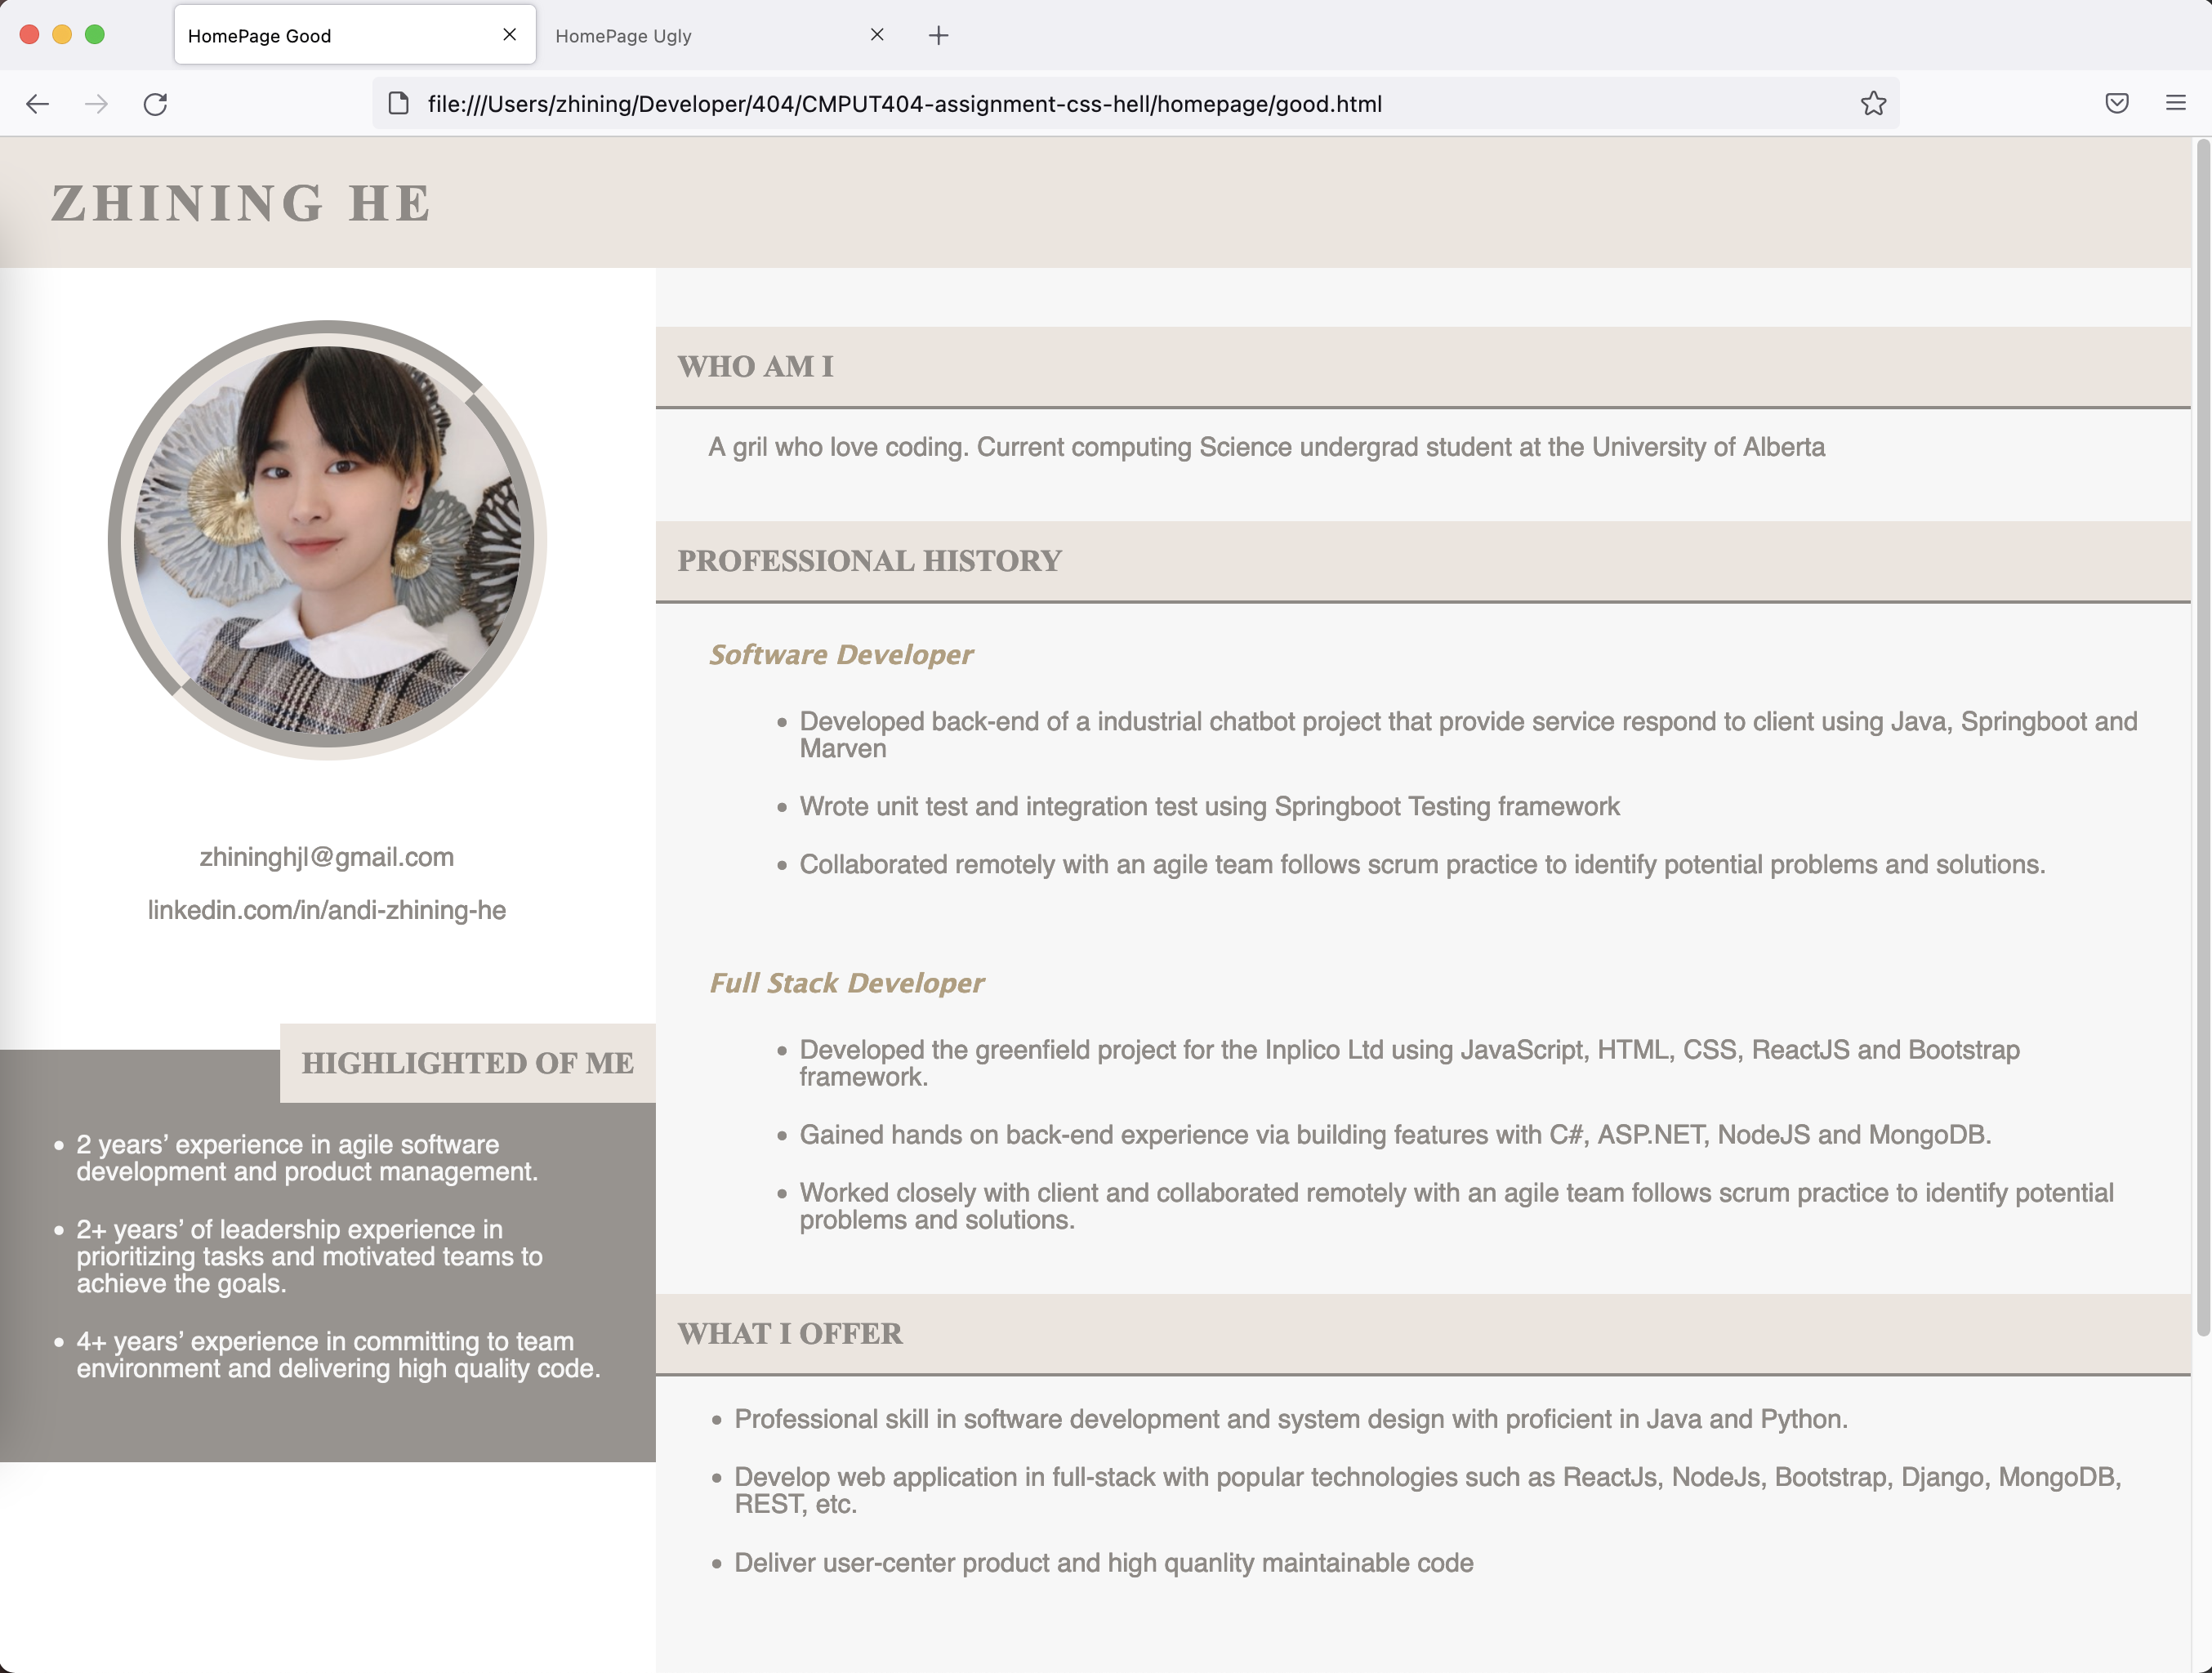 HomePage Good
HomePage Ugly
file:///Users/zhining/Developer/404/CMPUT404-assignment-css-hell/homepage/good.html
ZHINING HE
zhininghjl@gmail.com
linkedin.com/in/andi-zhining-he
HIGHLIGHTED OF ME
2 years’ experience in agile software
development and product management.
2+ years’ of leadership experience in
prioritizing tasks and motivated teams to
achieve the goals.
4+ years’ experience in committing to team
environment and delivering high quality code.
WHO AM I
A gril who love coding. Current computing Science undergrad student at the University of Alberta
PROFESSIONAL HISTORY
Software Developer
Developed back-end of a industrial chatbot project that provide service respond to client using Java, Springboot and
Marven
Wrote unit test and integration test using Springboot Testing framework
Collaborated remotely with an agile team follows scrum practice to identify potential problems and solutions.
Full Stack Developer
Developed the greenfield project for the Inplico Ltd using JavaScript, HTML, CSS, ReactJS and Bootstrap
framework.
Gained hands on back-end experience via building features with C#, ASP.NET, NodeJS and MongoDB.
Worked closely with client and collaborated remotely with an agile team follows scrum practice to identify potential
problems and solutions.
WHAT I OFFER
Professional skill in software development and system design with proficient in Java and Python.
Develop web application in full-stack with popular technologies such as ReactJs, NodeJs, Bootstrap, Django, MongoDB,
REST, etc.
Deliver user-center product and high quanlity maintainable code